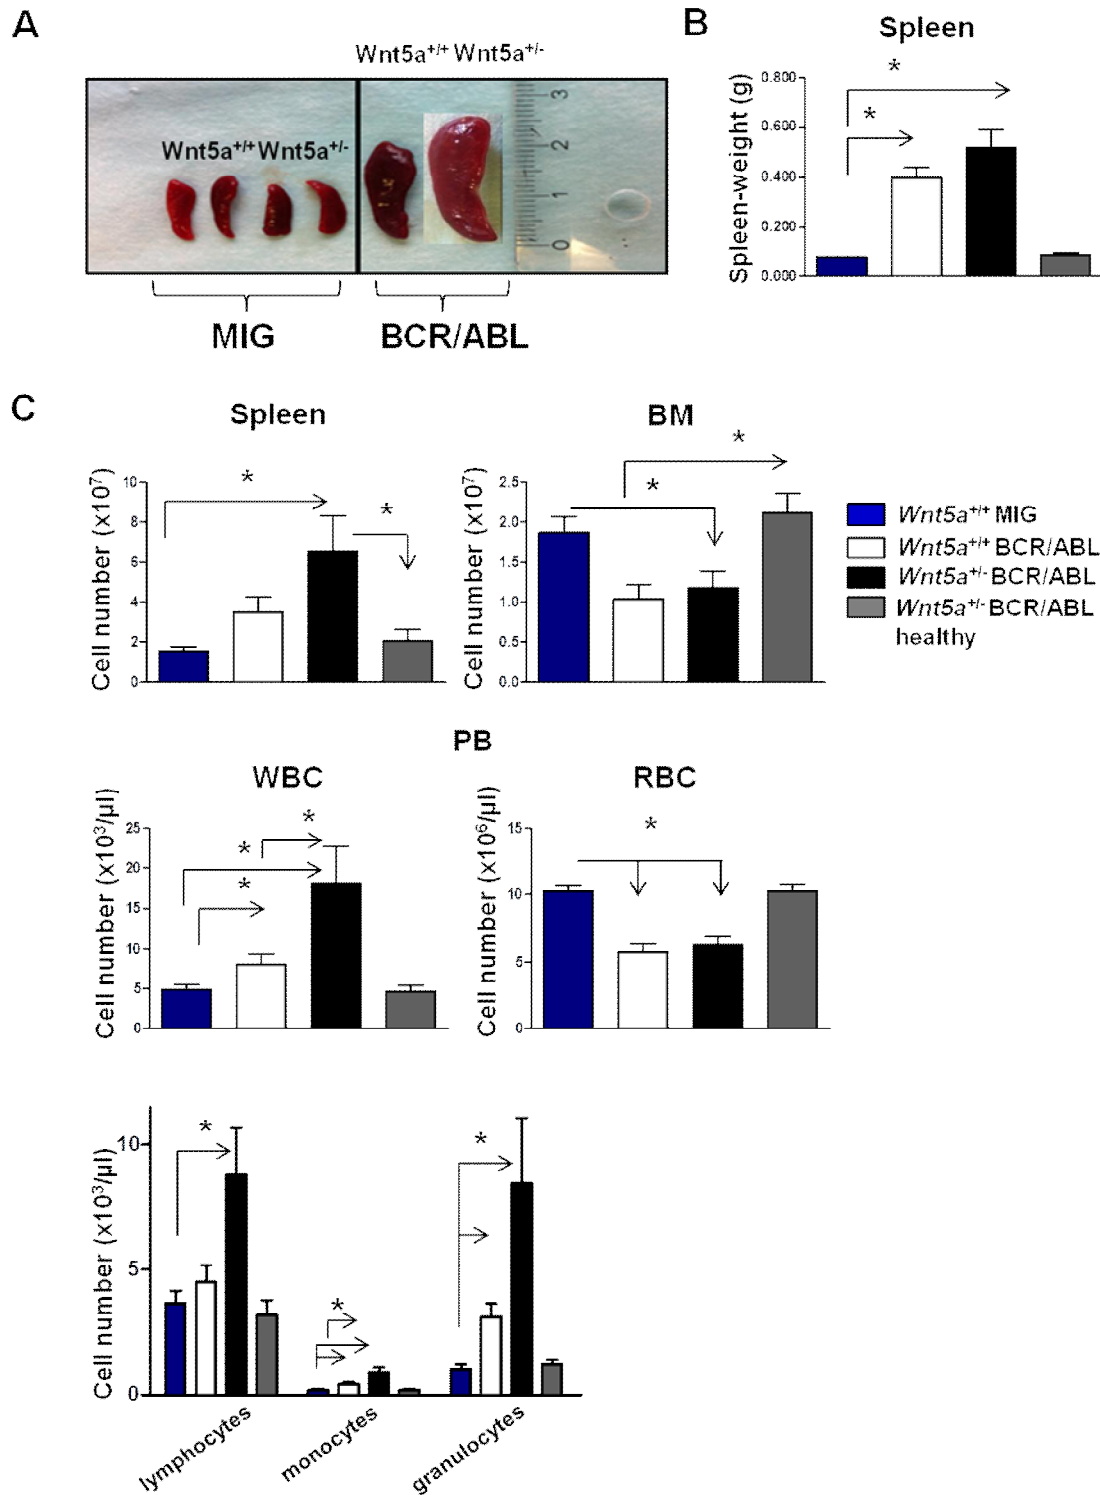 A
Wnt5a+/+ Wnt5a+/-
Wnt5a+/+ Wnt5a+/-
3
2
1
0
MIG
BCR/ABL
B
Spleen
*
*
Spleen-weight (g)
0.800
0.600
0.400
0.200
0.000
C
Spleen
*
*
Cell number (x10⁷)
10
8
6
4
2
0
BM
*
*
Cell number (x10⁷)
2.5
2.0
1.5
1.0
0.5
0.0
Wnt5a+/+ MIG
Wnt5a+/+ BCR/ABL
Wnt5a+/- BCR/ABL
Wnt5a+/- BCR/ABL
healthy
PB
WBC
*
*
*
Cell number (x10³/µl)
25
20
15
10
5
0
RBC
*
Cell number (x10⁶/µl)
15
10
5
0
*
*
*
Cell number (x10³/µl)
10
5
0
lymphocytes
monocytes
granulocytes